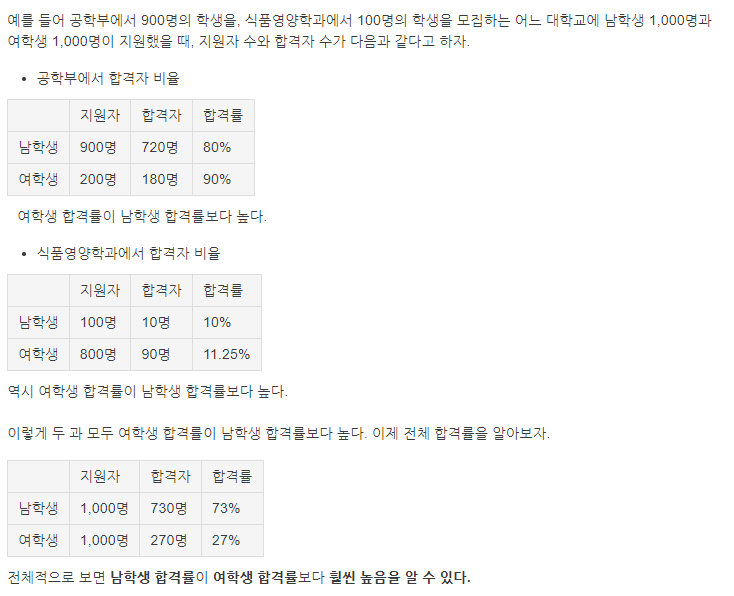 예를 들어 공학부에서 900명의 학생을, 식품영양학과에서 100명의 학생을 모집하는 어느 대학교에 남학생 1,000명과
여학생 1,000명이 지원했을 때, 지원자 수와 합격자 수가 다음과 같다고 하자.
• 공학부에서 합격자 비율
지원자 합격자 합격률
남학생 900명 720명 80%
여학생 200명 180명 90%
여학생 합격률이 남학생 합격률보다 높다.
• 식품영양학과에서 합격자 비율
지원자 합격자 합격률
남학생 100명 10명 10%
여학생 800명 90명 11.25%
역시 여학생 합격률이 남학생 합격률보다 높다.
이렇게 두 과 모두 여학생 합격률이 남학생 합격률보다 높다. 이제 전체 합격률을 알아보자.
지원자 합격자 합격률
남학생 1,000명 730명 73%
여학생 1,000명 270명 27%
전체적으로 보면 남학생 합격률이 여학생 합격률보다 훨씬 높음을 알 수 있다.